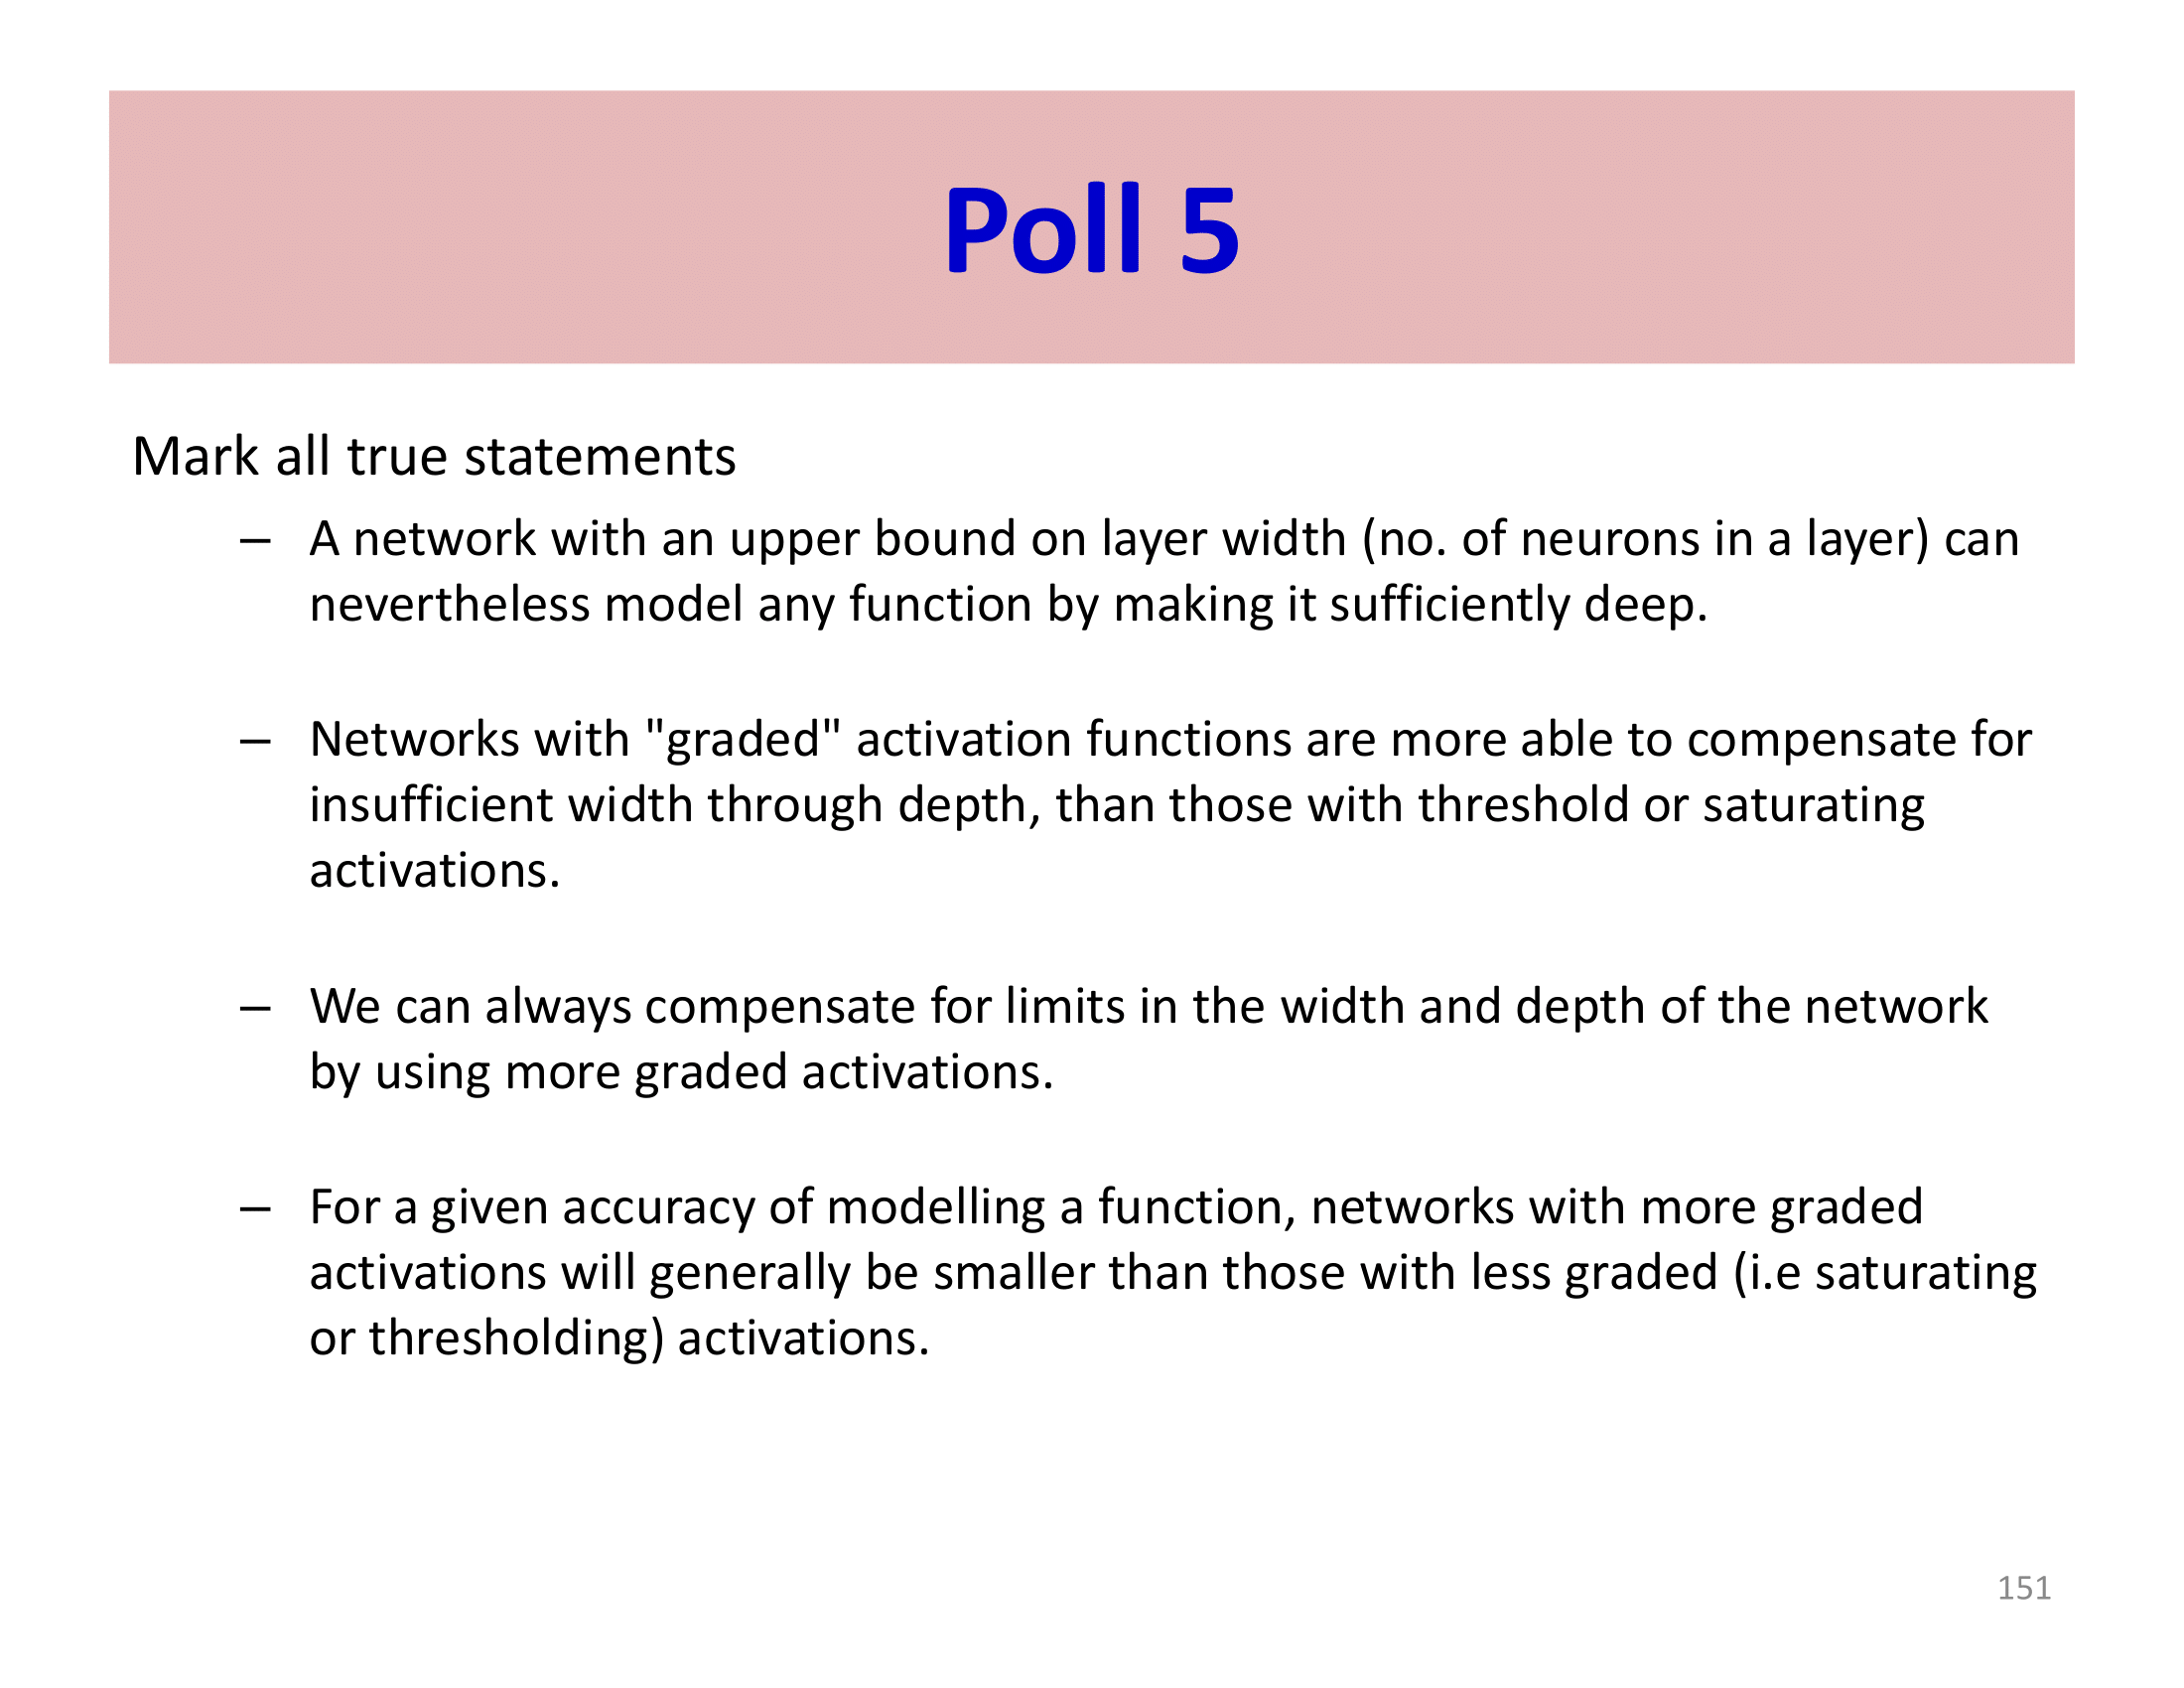 Poll 5
Mark all true statements
– A network with an upper bound on layer width (no. of neurons in a layer) can
nevertheless model any function by making it sufficiently deep.
– Networks with "graded" activation functions are more able to compensate for
insufficient width through depth, than those with threshold or saturating
activations.
– We can always compensate for limits in the width and depth of the network
by using more graded activations.
– For a given accuracy of modelling a function, networks with more graded
activations will generally be smaller than those with less graded (i.e saturating
or thresholding) activations.
151